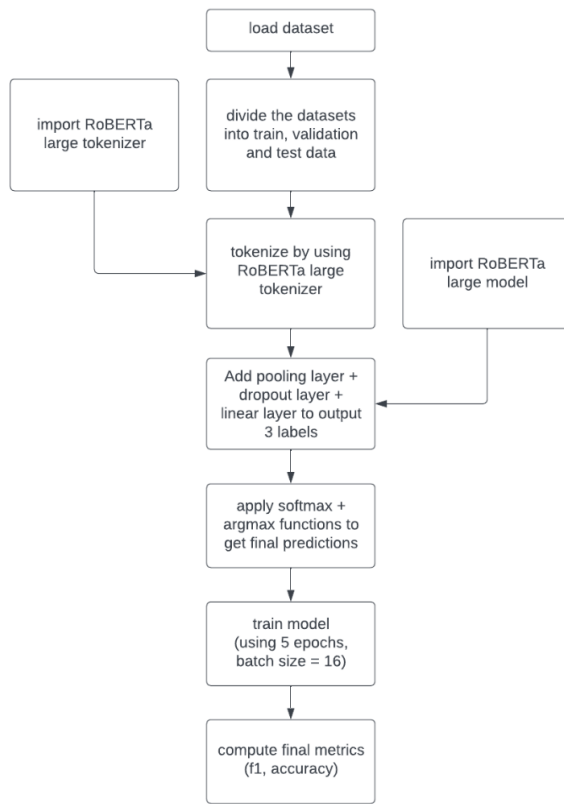 load dataset
import RoBERTa
large tokenizer
divide the datasets
into train, validation
and test data
tokenize by using
RoBERTa large
tokenizer
import RoBERTa
large model
Add pooling layer +
dropout layer +
linear layer to output
3 labels
apply softmax +
argmax functions to
get final predictions
train model
(using 5 epochs,
batch size = 16)
compute final metrics
(f1, accuracy)